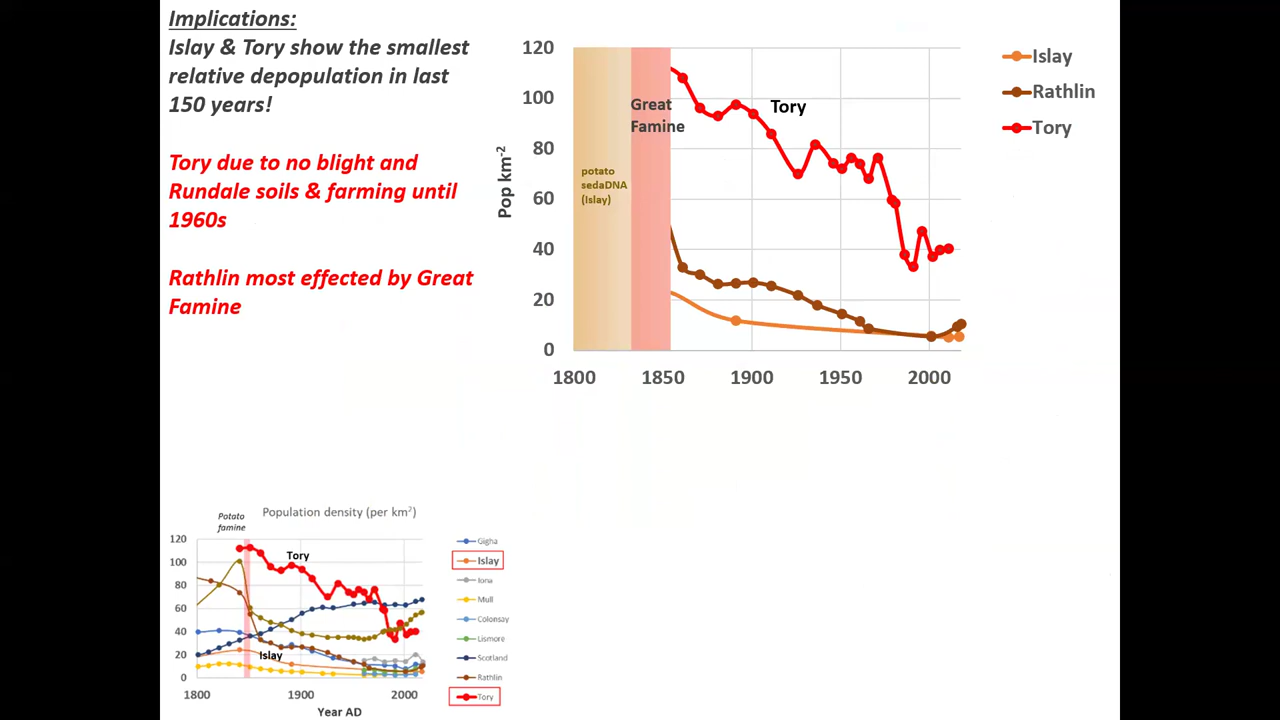 Implications:
Islay & Tory show the smallest
relative depopulation in last
150 years!
Tory due to no blight and
Rundale soils & farming until
1960s
Rathlin most effected by Great
Famine
120
100
80
60
40
20
0
Pop km-2
1800
1850
1900
1950
2000
potato
sedaDNA
(Islay)
Great
Famine
Tory
Islay
Rathlin
Tory
Potato
famine
Population density (per km2)
120
100
80
60
40
20
0
1800
1900
2000
Year AD
Tory
Islay
Gigha
Islay
Iona
Mull
Colonsay
Lismore
Scotland
Rathlin
Tory